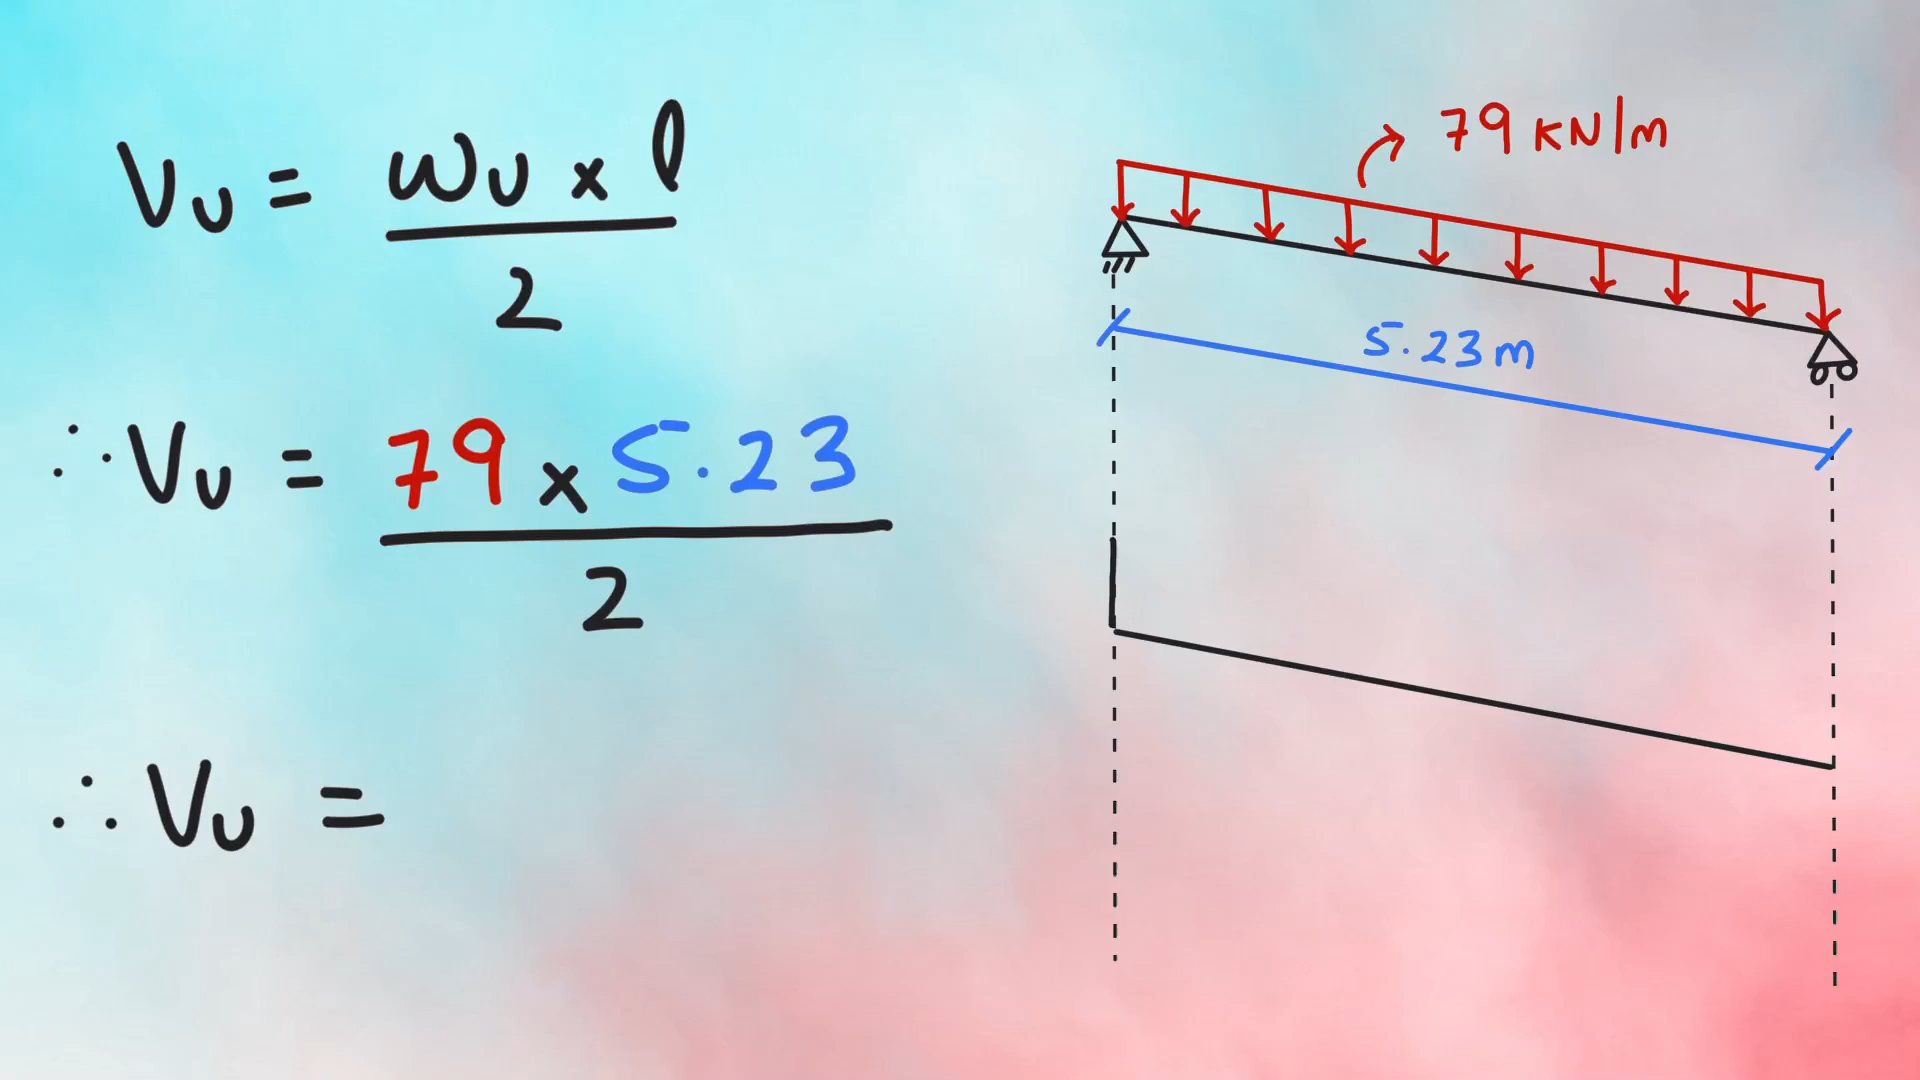 Vu = wu x l
2
∴ Vu = 79 x 5.23
2
∴ Vu =
79 KN/m
5.23 m